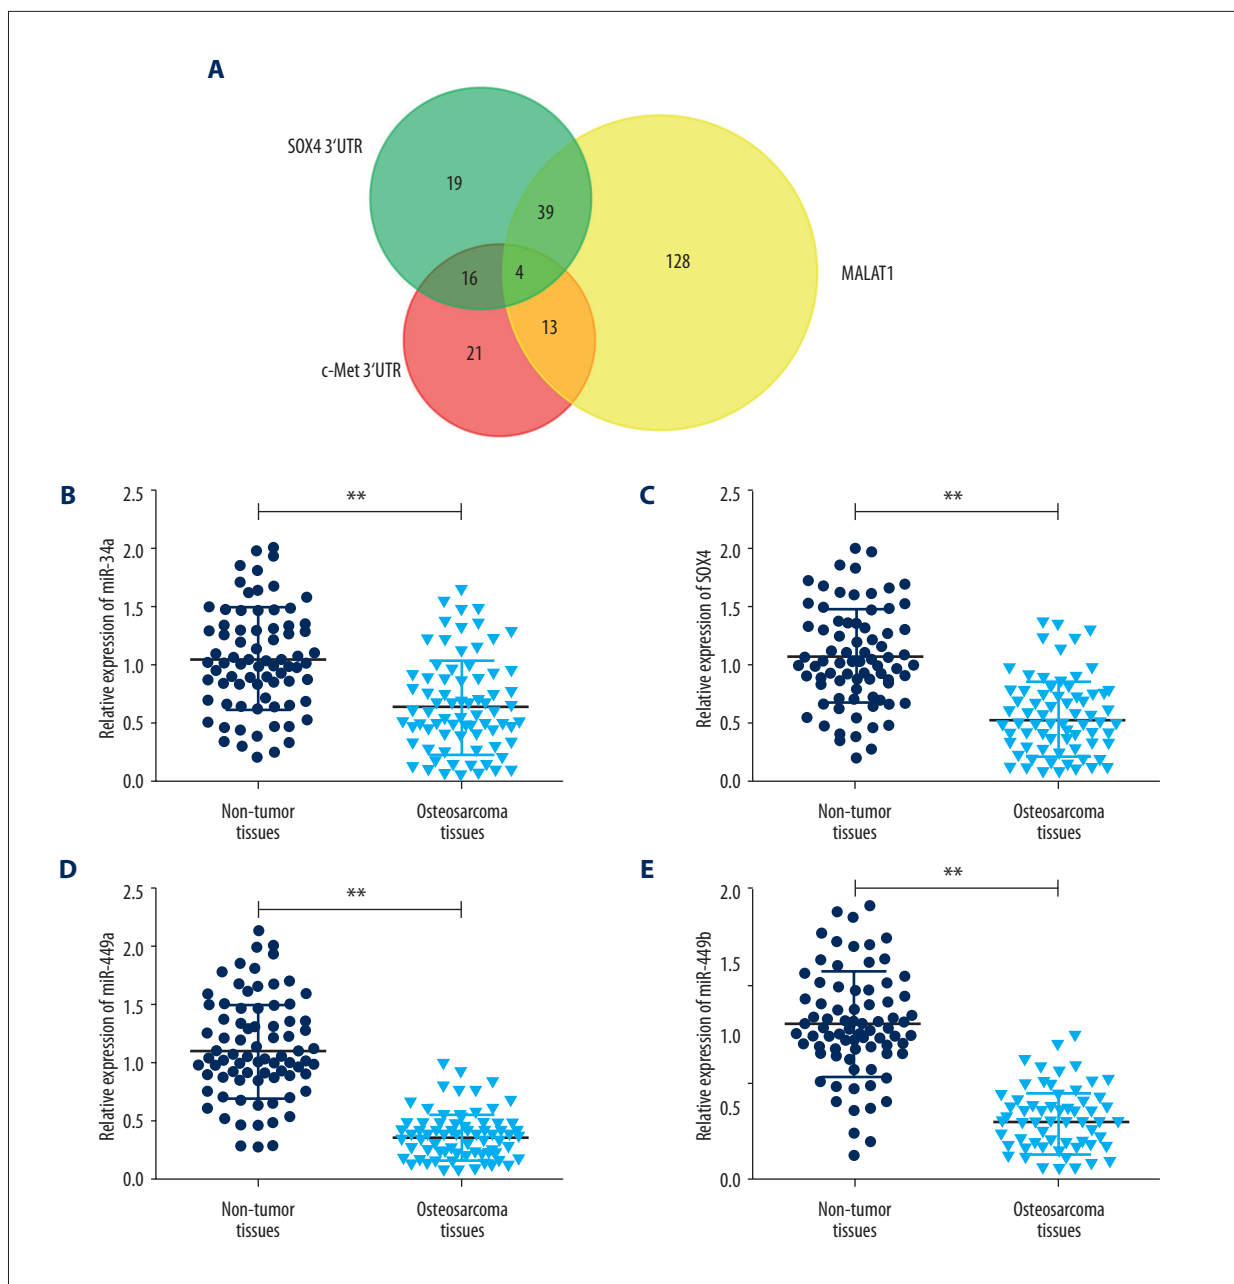 A
SOX4 3‘UTR
19
39
128
MALAT1
16
4
13
21
c-Met 3‘UTR
B
Relative expression of miR-34a
2.5
2.0
1.5
1.0
0.5
0.0
**
Non-tumor
tissues
Osteosarcoma
tissues
C
Relative expression of SOX4
2.5
2.0
1.5
1.0
0.5
0.0
**
Non-tumor
tissues
Osteosarcoma
tissues
D
Relative expression of miR-449a
2.5
2.0
1.5
1.0
0.5
0.0
**
Non-tumor
tissues
Osteosarcoma
tissues
E
Relative expression of miR-449b
2.0
1.5
1.0
0.5
0.0
**
Non-tumor
tissues
Osteosarcoma
tissues